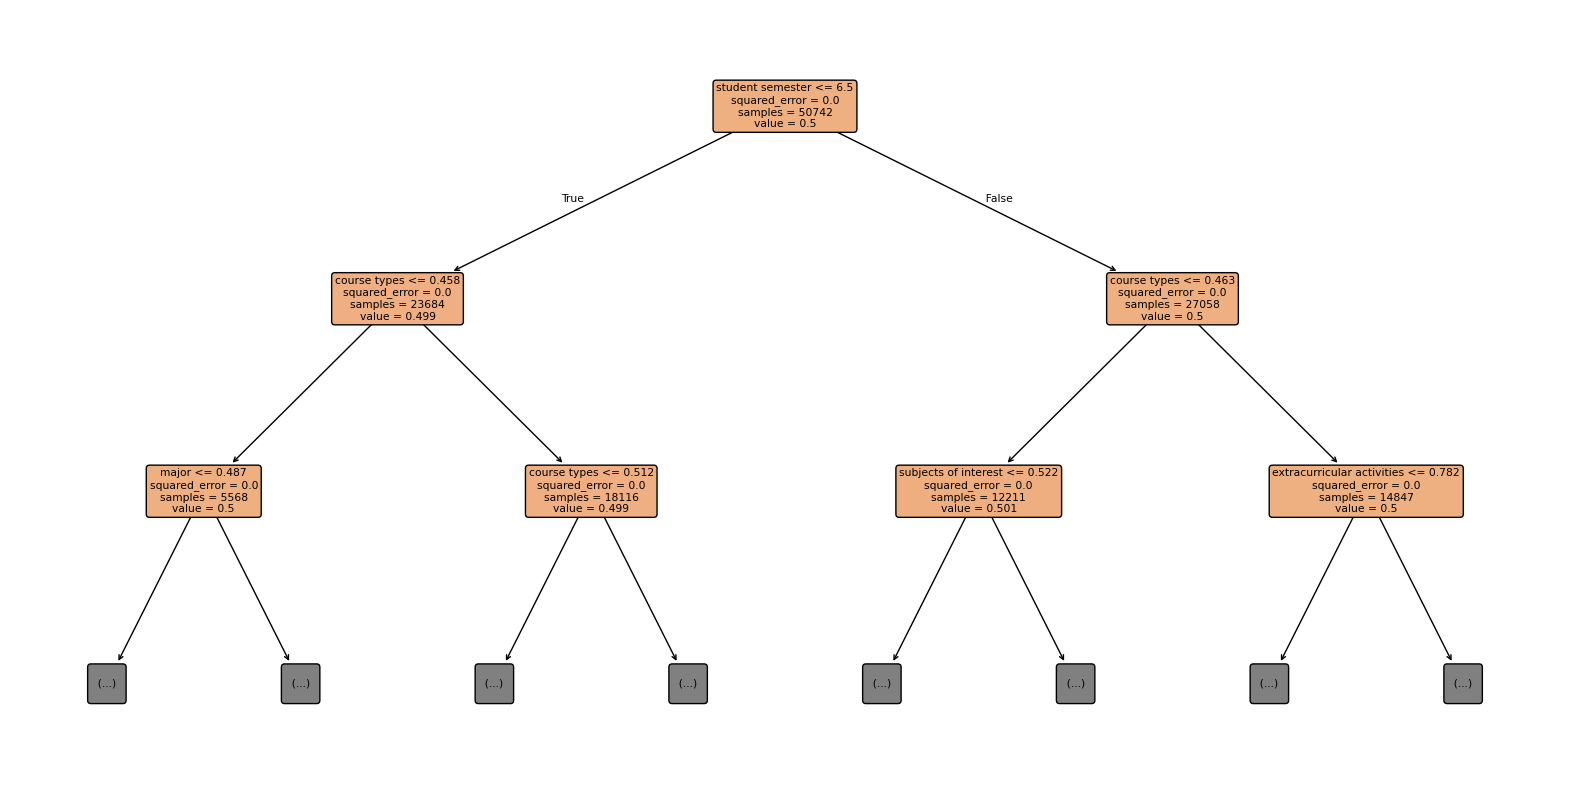 student semester <= 6.5
squared_error = 0.0
samples = 50742
value = 0.5
True
False
course types <= 0.458
squared_error = 0.0
samples = 23684
value = 0.499
course types <= 0.463
squared_error = 0.0
samples = 27058
value = 0.5
major <= 0.487
squared_error = 0.0
samples = 5568
value = 0.5
course types <= 0.512
squared_error = 0.0
samples = 18116
value = 0.499
subjects of interest <= 0.522
squared_error = 0.0
samples = 12211
value = 0.501
extracurricular activities <= 0.782
squared_error = 0.0
samples = 14847
value = 0.5
(...)
(...)
(...)
(...)
(...)
(...)
(...)
(...)